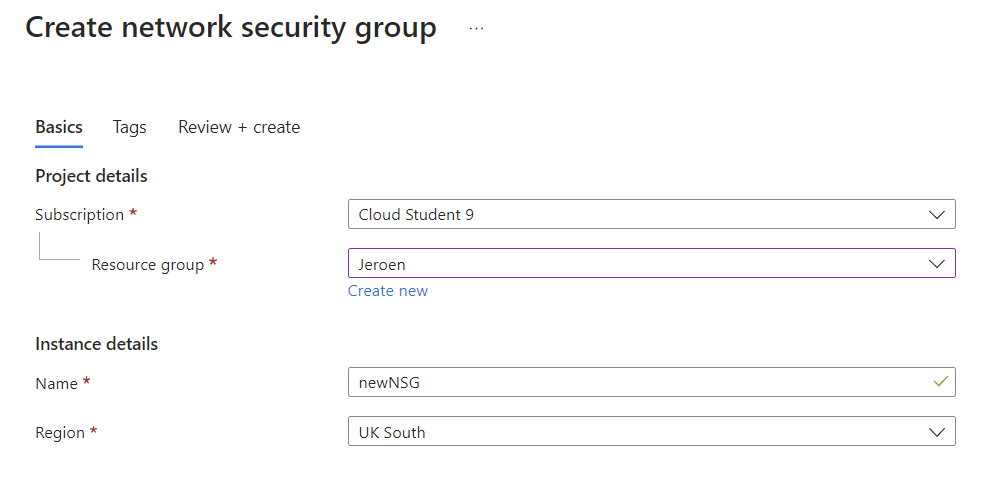 Create network security group ...
Basics Tags Review + create
Project details
Subscription * Cloud Student 9
Resource group * Jeroen
Create new
Instance details
Name * newNSG
Region * UK South